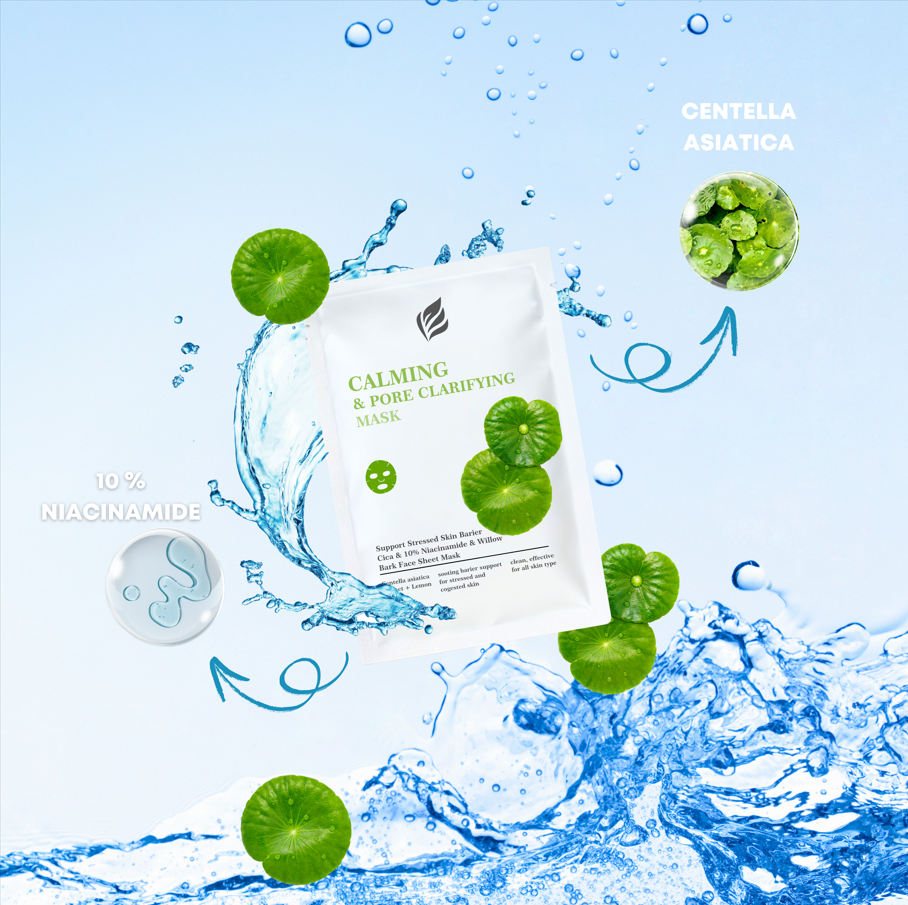 CENTELLA
ASIATICA
CALMING
& PORE CLARIFYING
MASK
10 %
NIACINAMIDE
Support Stressed Skin Barier
Cica & 10% Niacinamide & Willow
Bark Face Sheet Mask
asiatica
+ Lemon
sooting barier support
for stressed and
cogested skin
clean, effective
for all skin type